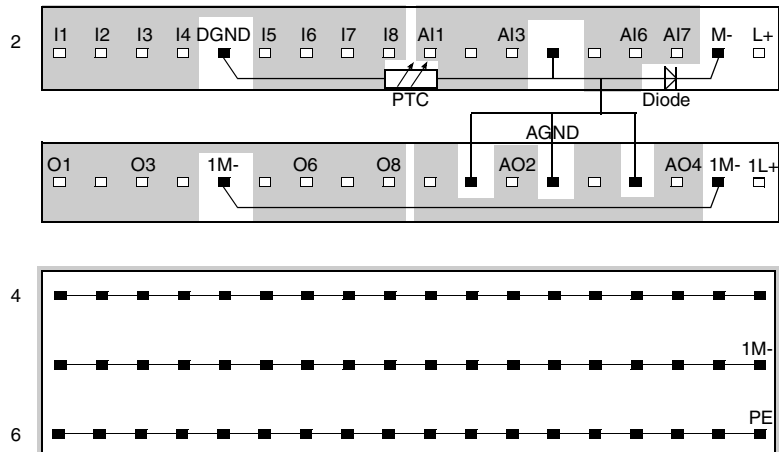 2 I1 I2 I3 I4 DGND I5 I6 I7 I8 AI1 AI3 AI6 AI7 M- L+
PTC Diode
AGND
O1 O3 1M- O6 O8 AO2 AO4 1M- 1L+
4
1M-
PE
6